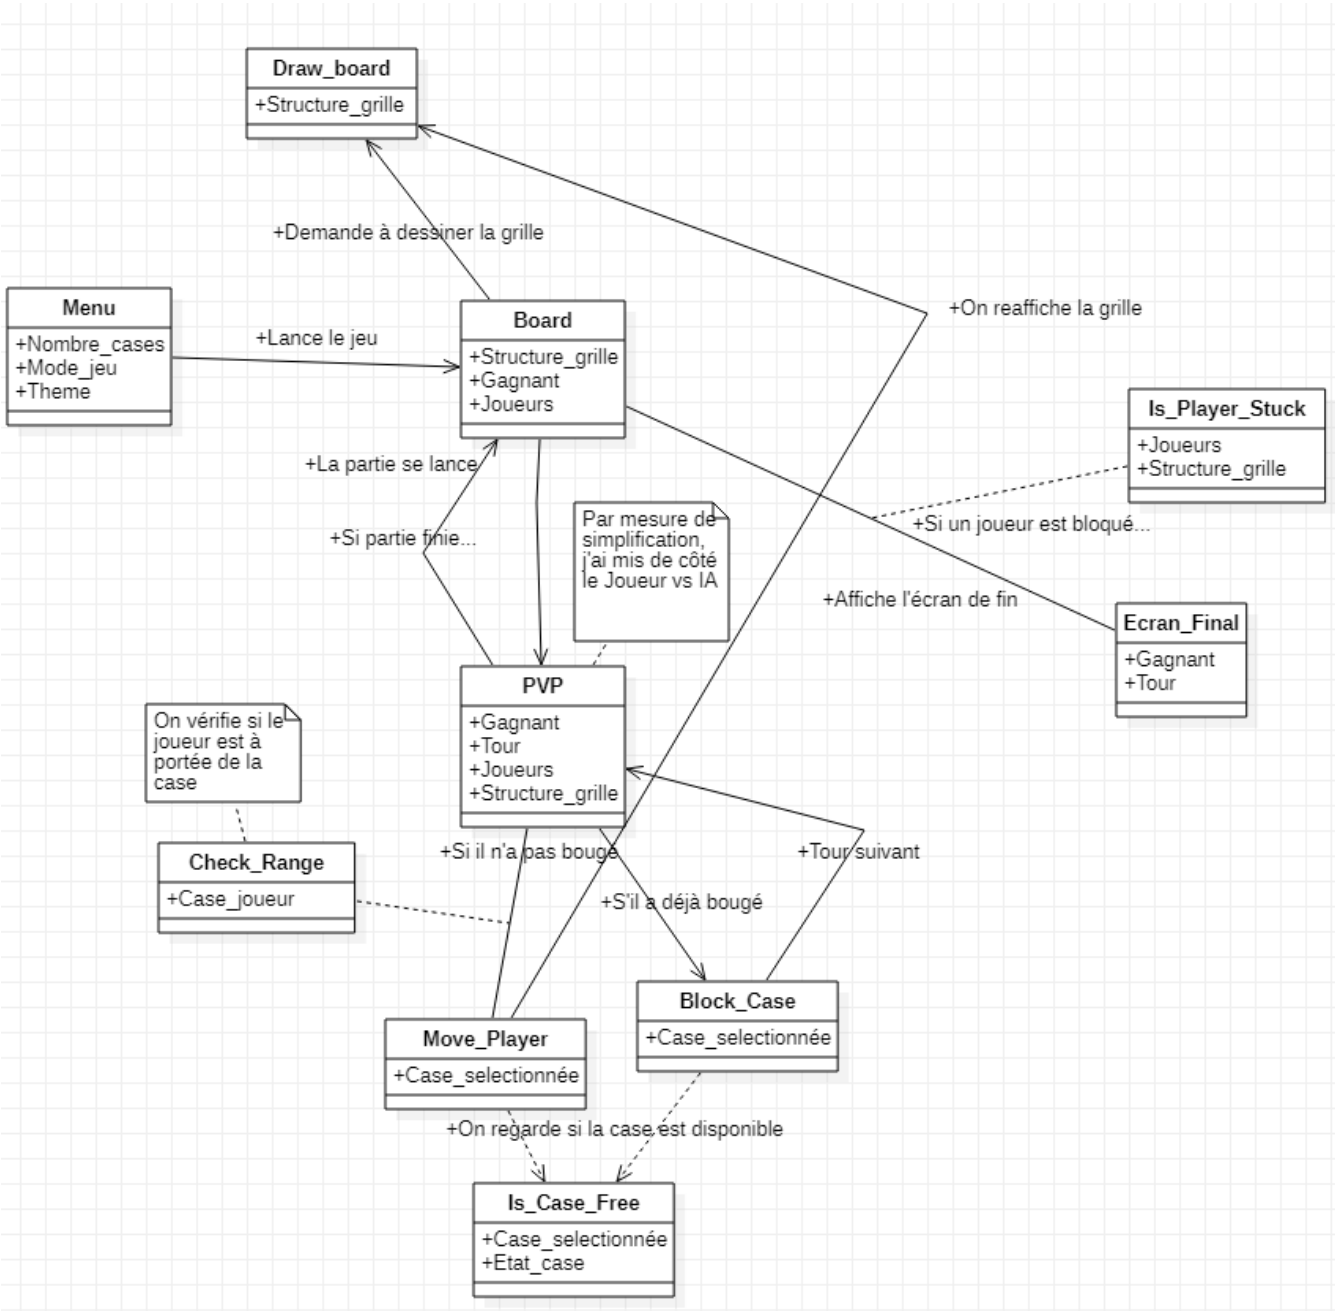 Draw_board
+Structure_grille
+Demande à dessiner la grille
Menu
+Nombre_cases
+Mode_jeu
+Theme
+Lance le jeu
Board
+Structure_grille
+Gagnant
+Joueurs
+On reaffiche la grille
Is_Player_Stuck
+Joueurs
+Structure_grille
+La partie se lance
+Si partie finie...
Par mesure de
simplification,
j'ai mis de côté
le Joueur vs IA
+Si un joueur est bloqué...
+Affiche l'écran de fin
Ecran_Final
+Gagnant
+Tour
PVP
+Gagnant
+Tour
+Joueurs
+Structure_grille
On vérifie si le
joueur est à
portée de la
case
Check_Range
+Case_joueur
+Si il n'a pas bougé
+Tour suivant
+S'il a déjà bougé
Move_Player
+Case_selectionnée
Block_Case
+Case_selectionnée
+On regarde si la case est disponible
Is_Case_Free
+Case_selectionnée
+Etat_case